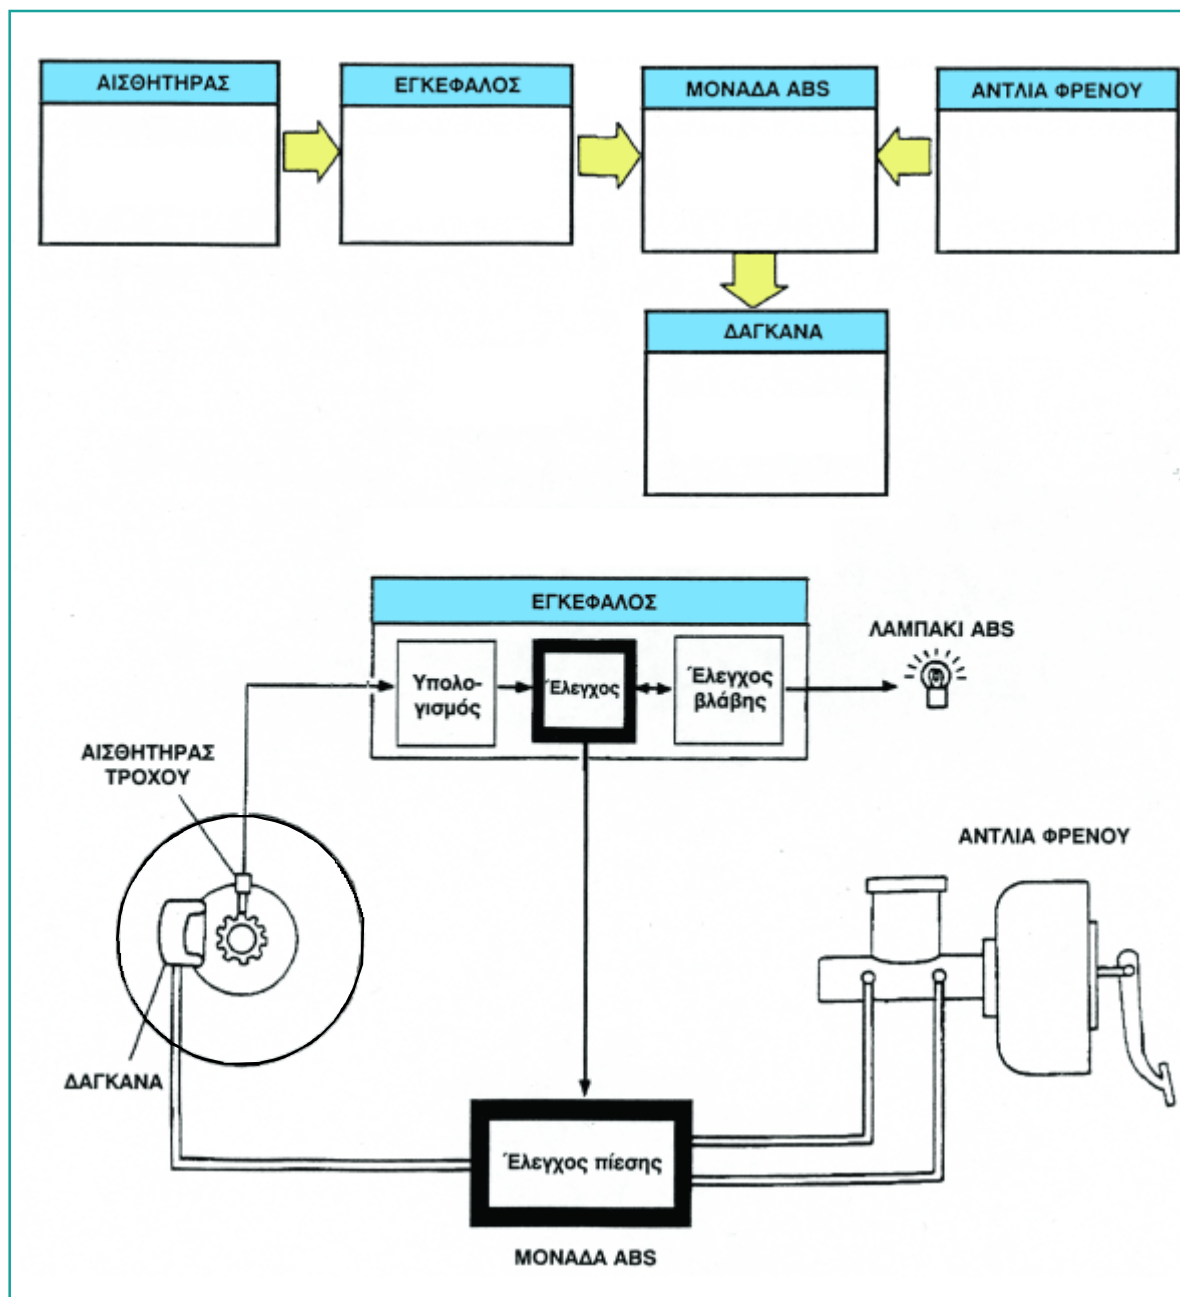 ΑΙΣΘΗΤΗΡΑΣ
ΕΓΚΕΦΑΛΟΣ
ΜΟΝΑΔΑ ABS
ΑΝΤΛΙΑ ΦΡΕΝΟΥ
ΔΑΓΚΑΝΑ
ΕΓΚΕΦΑΛΟΣ
Υπολο-
γισμός
Έλεγχος
Έλεγχος
βλάβης
ΛΑΜΠΑΚΙ ABS
ΑΙΣΘΗΤΗΡΑΣ
ΤΡΟΧΟΥ
ΑΝΤΛΙΑ ΦΡΕΝΟΥ
ΔΑΓΚΑΝΑ
Έλεγχος πίεσης
ΜΟΝΑΔΑ ABS